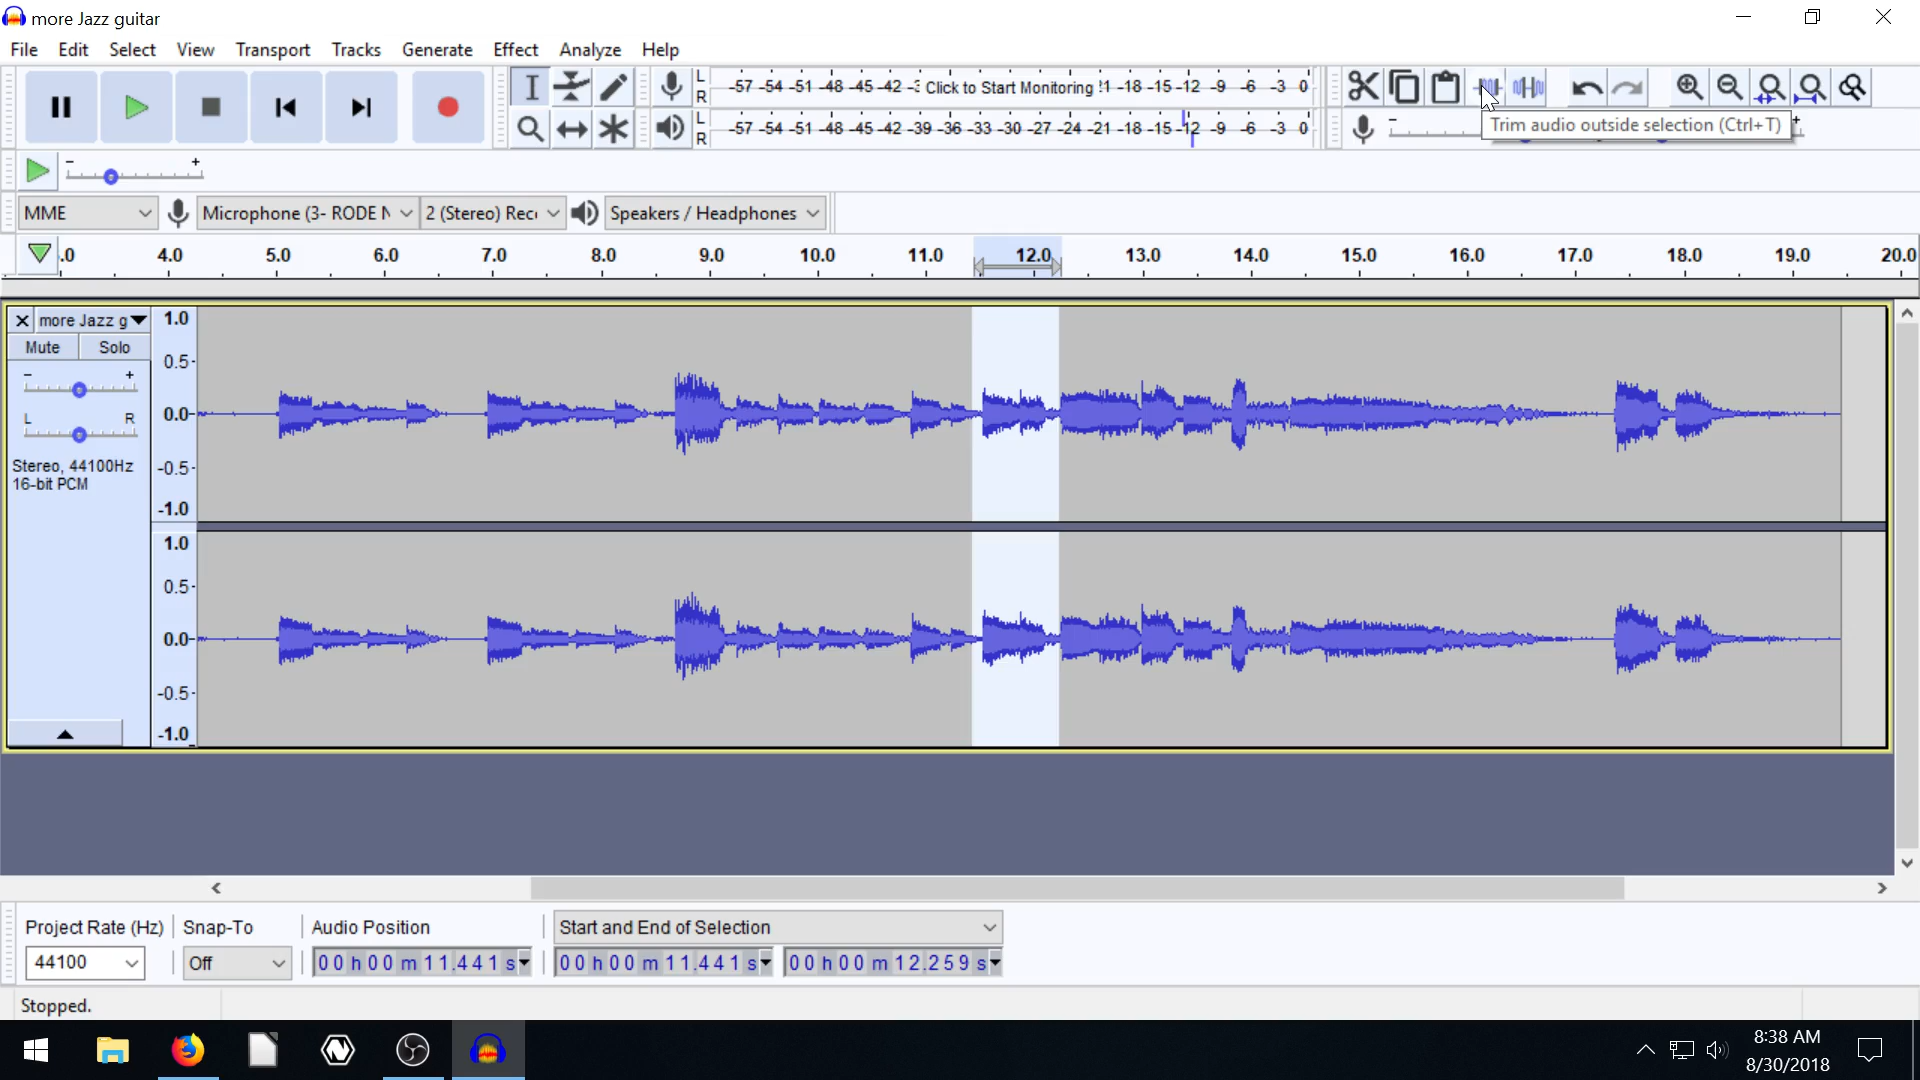 more Jazz guitar
File Edit Select View Transport Tracks Generate Effect Analyze Help
L
R
-57 -54 -51 -48 -45 -42 -3 Click to Start Monitoring !1 -18 -15 -12 -9 -6 -3 0
L
R
-57 -54 -51 -48 -45 -42 -39 -36 -33 -30 -27 -24 -21 -18 -15 -12 -9 -6 -3 0
Trim audio outside selection (Ctrl+T)
- +
- +
MME Microphone (3- RODE N 2 (Stereo) Rec Speakers / Headphones
.0 4.0 5.0 6.0 7.0 8.0 9.0 10.0 11.0 12.0 13.0 14.0 15.0 16.0 17.0 18.0 19.0 20.0
more Jazz g
Mute Solo
- +
L R
Stereo, 44100Hz
16-bit PCM
1.0
0.5
0.0
-0.5
-1.0
1.0
0.5
0.0
-0.5
-1.0
Project Rate (Hz) Snap-To Audio Position Start and End of Selection
44100 Off 00 h 00 m 11.441 s 00 h 00 m 11.441 s 00 h 00 m 12.259 s
Stopped.
8:38 AM
8/30/2018